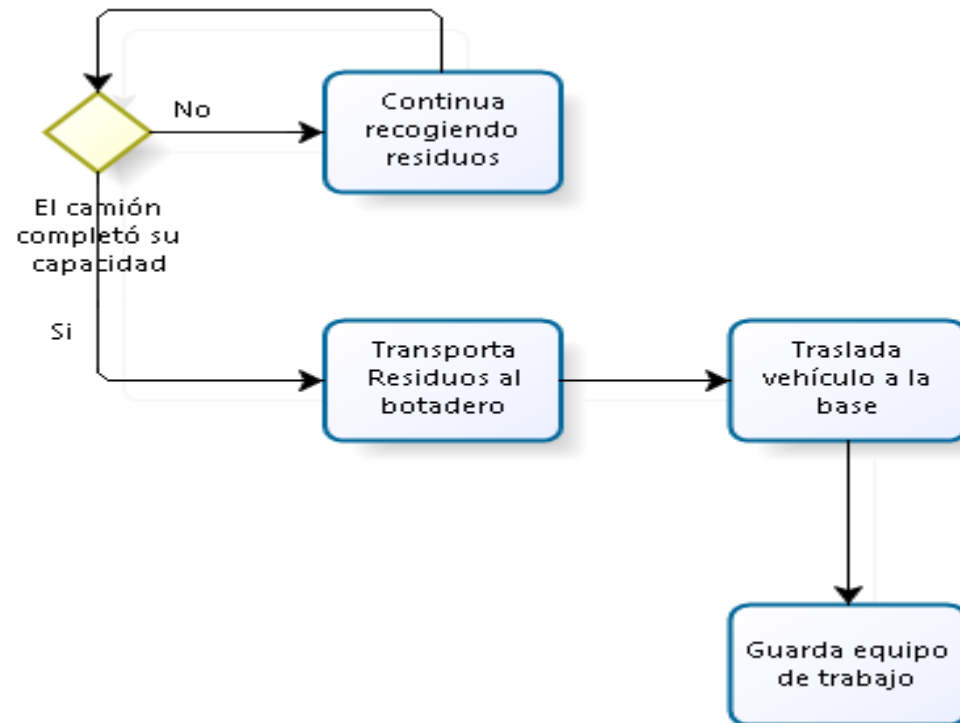 No
Continua
recogiendo
residuos
El camión
completó su
capacidad
Si
Transporta
Residuos al
botadero
Traslada
vehículo a la
base
Guarda equipo
de trabajo